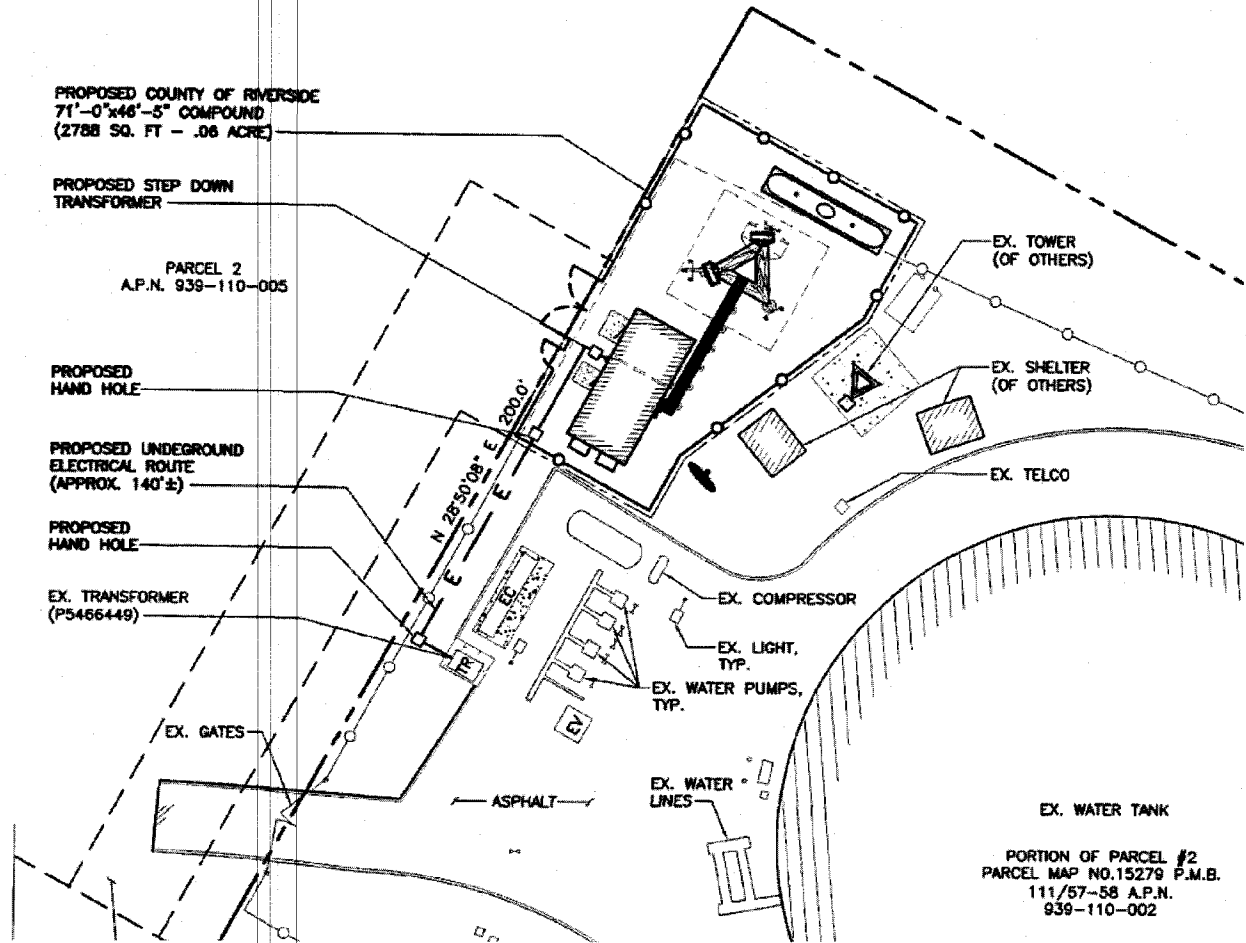 PROPOSED COUNTY OF RIVERSIDE
71'-0"x46'-5" COMPOUND
(2788 SQ. FT - .06 ACRE)
PROPOSED STEP DOWN
TRANSFORMER
PARCEL 2
A.P.N. 939-110-005
EX. TOWER
(OF OTHERS)
PROPOSED
HAND HOLE
EX. SHELTER
(OF OTHERS)
N 28°50'08" E 200.0'
PROPOSED UNDEGROUND
ELECTRICAL ROUTE
(APPROX. 140'±)
E
E
EX. TELCO
PROPOSED
HAND HOLE
EX. TRANSFORMER
(P5466449)
EC
EX. COMPRESSOR
TR
EX. LIGHT,
TYP.
EX. WATER PUMPS,
TYP.
EV
EX. GATES
ASPHALT
EX. WATER
LINES
EX. WATER TANK
PORTION OF PARCEL #2
PARCEL MAP NO.15279 P.M.B.
111/57-58 A.P.N.
939-110-002